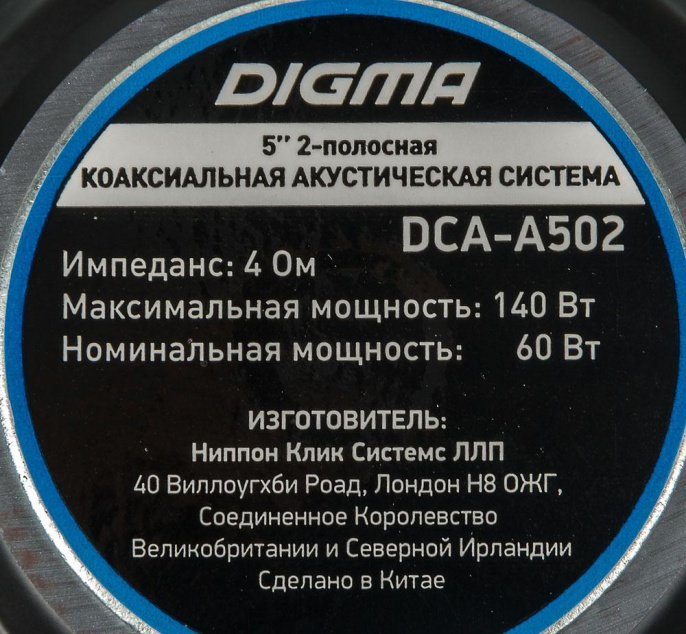 DIGMA
5'' 2-полосная
КОАКСИАЛЬНАЯ АКУСТИЧЕСКАЯ СИСТЕМА
DCA-A502
Импеданс: 4 Ом
Максимальная мощность: 140 Вт
Номинальная мощность: 60 Вт
ИЗГОТОВИТЕЛЬ:
Ниппон Клик Системс ЛЛП
40 Виллоугхби Роад, Лондон Н8 ОЖГ,
Соединенное Королевство
Великобритании и Северной Ирландии
Сделано в Китае